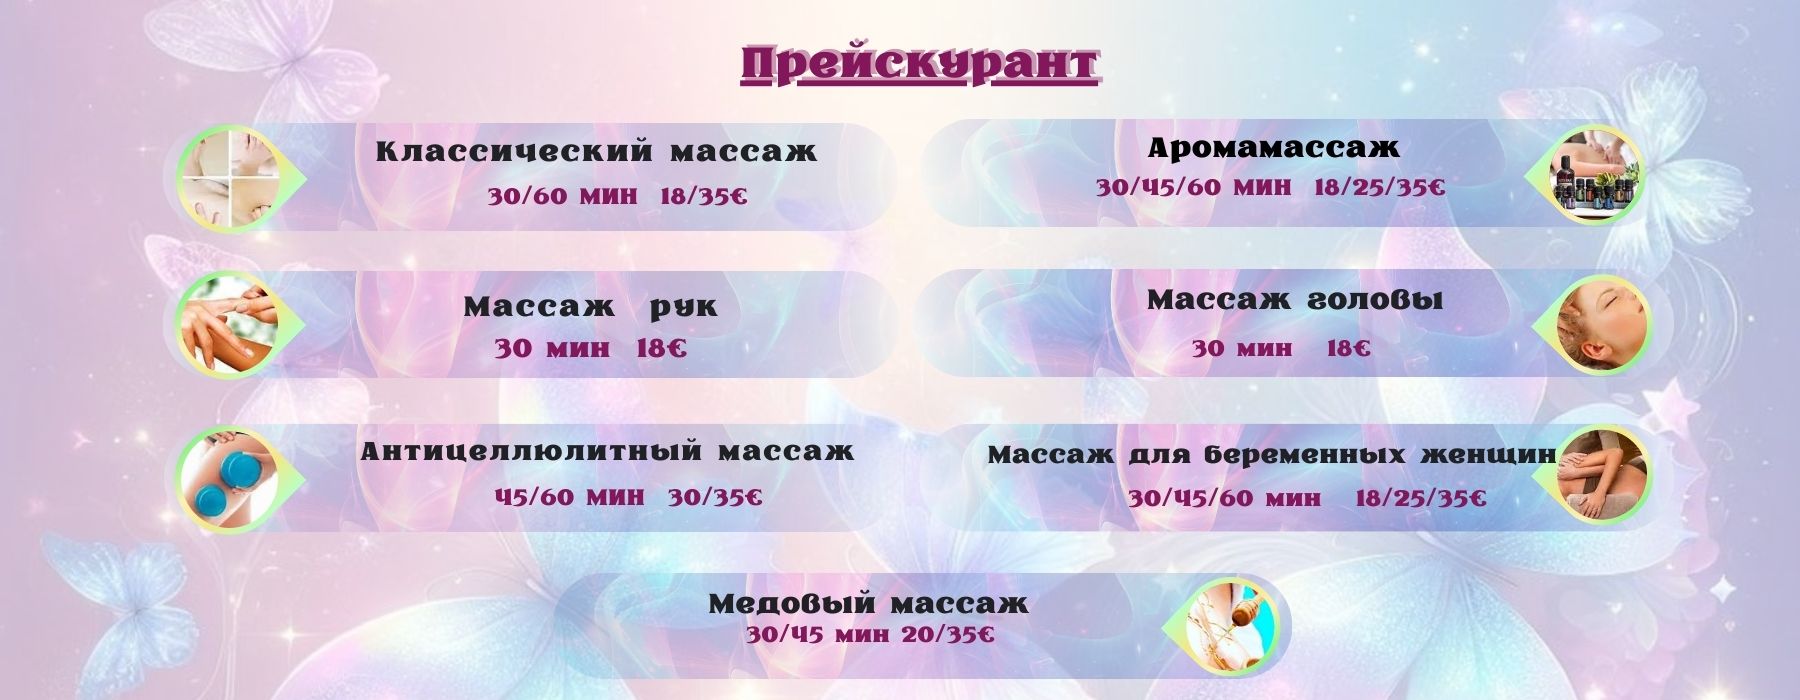 Прейскурант
Классический массаж
30/60 МИН 18/35€
Аромамассаж
30/45/60 МИН 18/25/35€
Массаж рук
30 мин 18€
Массаж головы
30 мин 18€
Антицеллюлитный массаж
45/60 МИН 30/35€
Массаж для беременных женщин
30/45/60 мин 18/25/35€
Медовый массаж
30/45 мин 20/35€